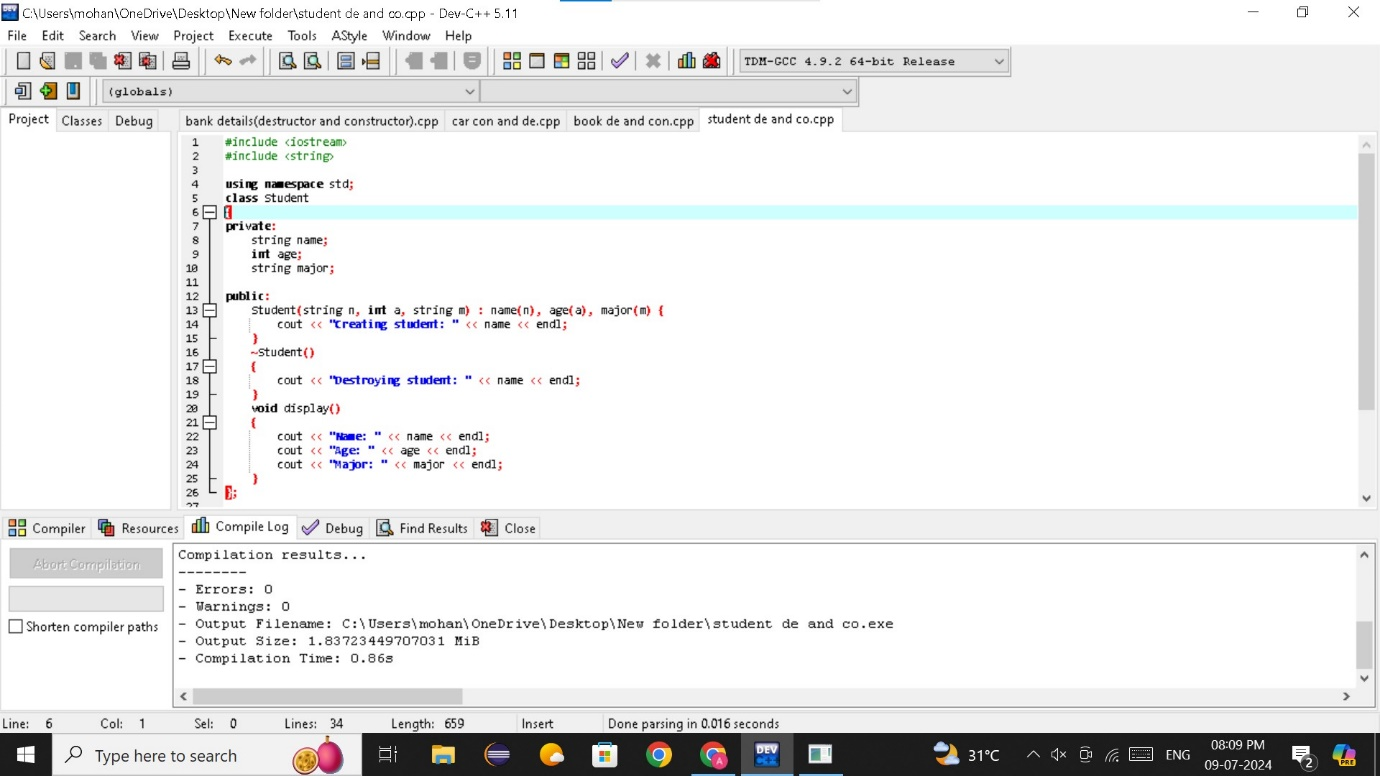 C:\Users\mohan\OneDrive\Desktop\New folder\student de and co.cpp - Dev-C++ 5.11
File Edit Search View Project Execute Tools AStyle Window Help
TDM-GCC 4.9.2 64-bit Release
(globals)
Project Classes Debug
bank details(destructor and constructor).cpp car con and de.cpp book de and con.cpp student de and co.cpp
1 #include <iostream>
2 #include <string>
3
4 using namespace std;
5 class Student
6 {
7 private:
8 string name;
9 int age;
10 string major;
11
12 public:
13 Student(string n, int a, string m) : name(n), age(a), major(m) {
14 cout << "Creating student: " << name << endl;
15 }
16 ~Student()
17 {
18 cout << "Destroying student: " << name << endl;
19 }
20 void display()
21 {
22 cout << "Name: " << name << endl;
23 cout << "Age: " << age << endl;
24 cout << "Major: " << major << endl;
25 }
26 };
27
Compiler Resources Compile Log Debug Find Results Close
Abort Compilation
Shorten compiler paths
Compilation results...
--------
- Errors: 0
- Warnings: 0
- Output Filename: C:\Users\mohan\OneDrive\Desktop\New folder\student de and co.exe
- Output Size: 1.83723449707031 MiB
- Compilation Time: 0.86s
Line: 6 Col: 1 Sel: 0 Lines: 34 Length: 659 Insert Done parsing in 0.016 seconds
Type here to search
DEV
31°C
ENG
08:09 PM
09-07-2024
2
PRE